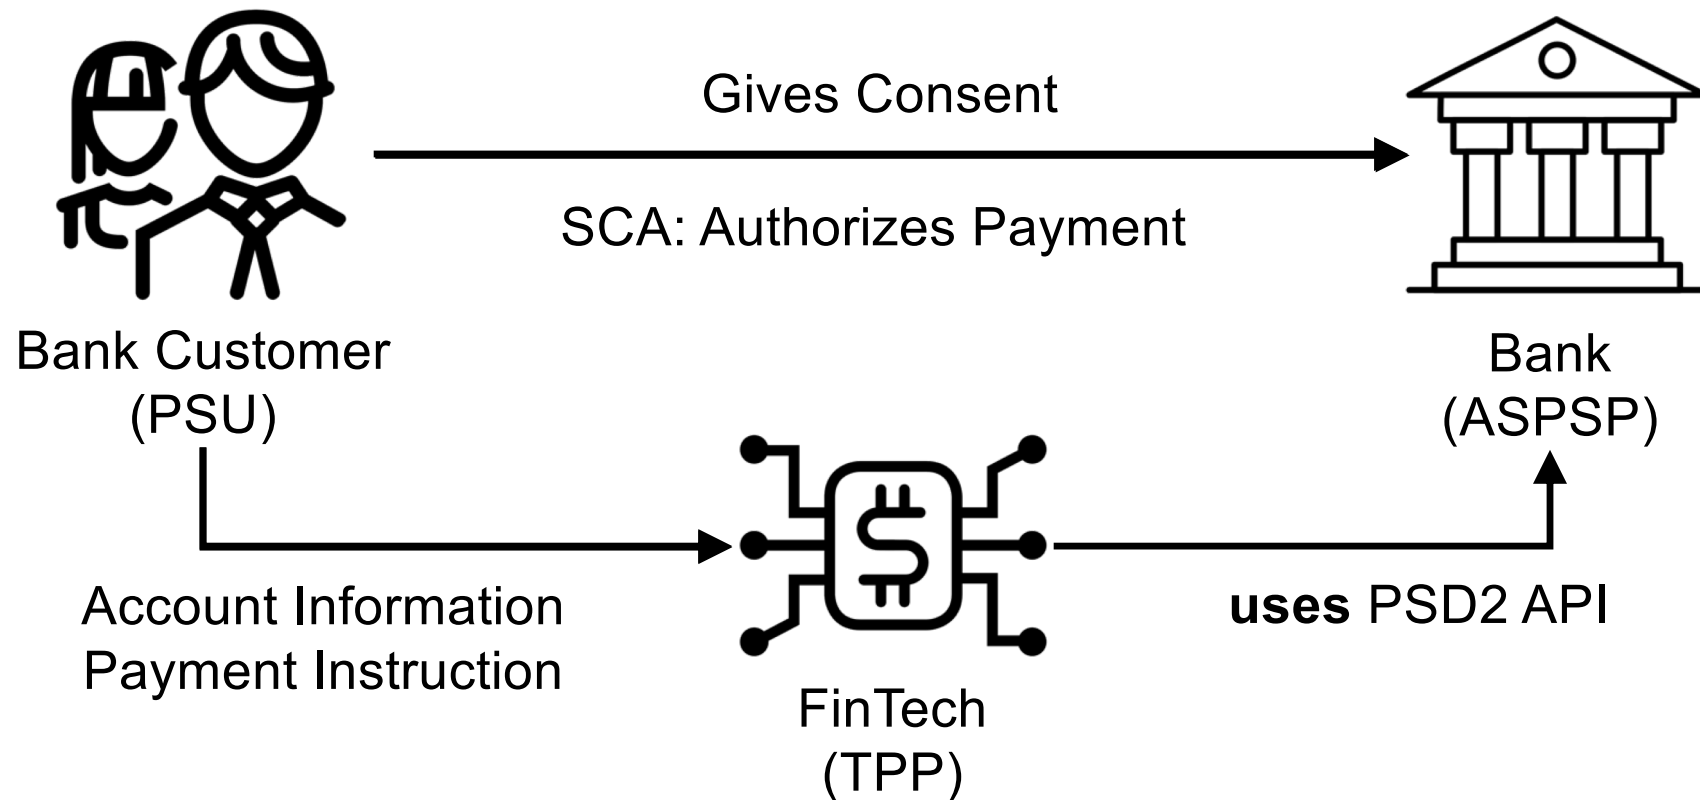 Gives Consent
SCA: Authorizes Payment
Bank Customer
(PSU)
Bank
(ASPSP)
Account Information
Payment Instruction
uses PSD2 API
FinTech
(TPP)